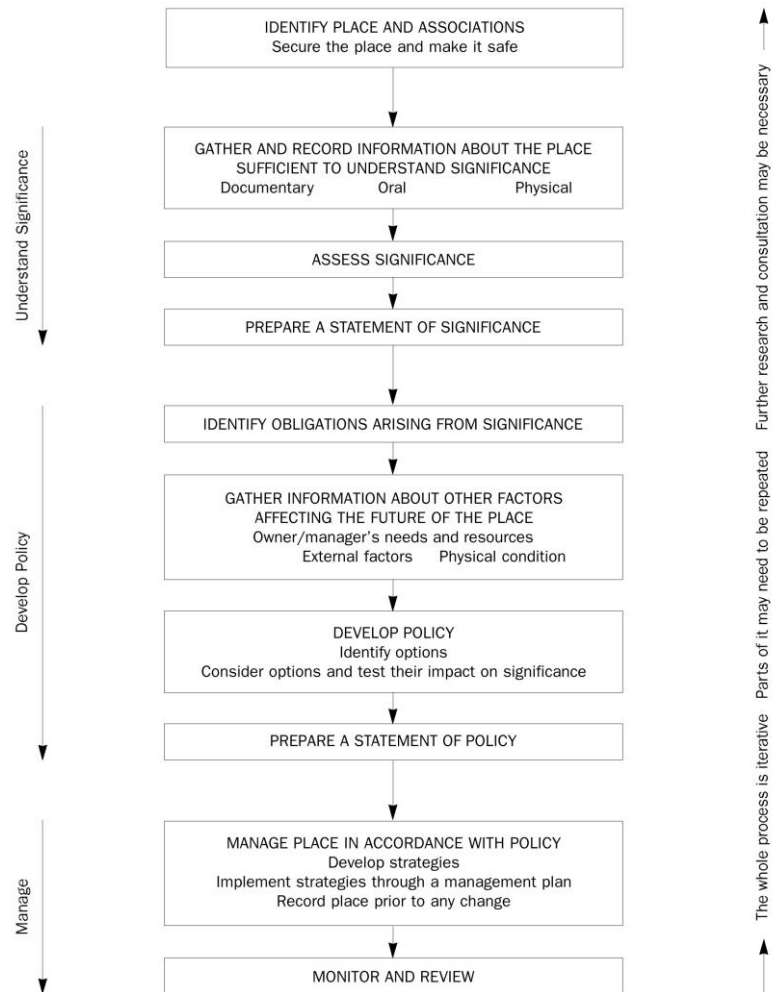 IDENTIFY PLACE AND ASSOCIATIONS
Secure the place and make it safe
Understand Significance
GATHER AND RECORD INFORMATION ABOUT THE PLACE
SUFFICIENT TO UNDERSTAND SIGNIFICANCE
Documentary Oral Physical
ASSESS SIGNIFICANCE
PREPARE A STATEMENT OF SIGNIFICANCE
Develop Policy
IDENTIFY OBLIGATIONS ARISING FROM SIGNIFICANCE
GATHER INFORMATION ABOUT OTHER FACTORS
AFFECTING THE FUTURE OF THE PLACE
Owner/manager's needs and resources
External factors Physical condition
DEVELOP POLICY
Identify options
Consider options and test their impact on significance
PREPARE A STATEMENT OF POLICY
Manage
MANAGE PLACE IN ACCORDANCE WITH POLICY
Develop strategies
Implement strategies through a management plan
Record place prior to any change
MONITOR AND REVIEW
The whole process is iterative Parts of it may need to be repeated Further research and consultation may be necessary